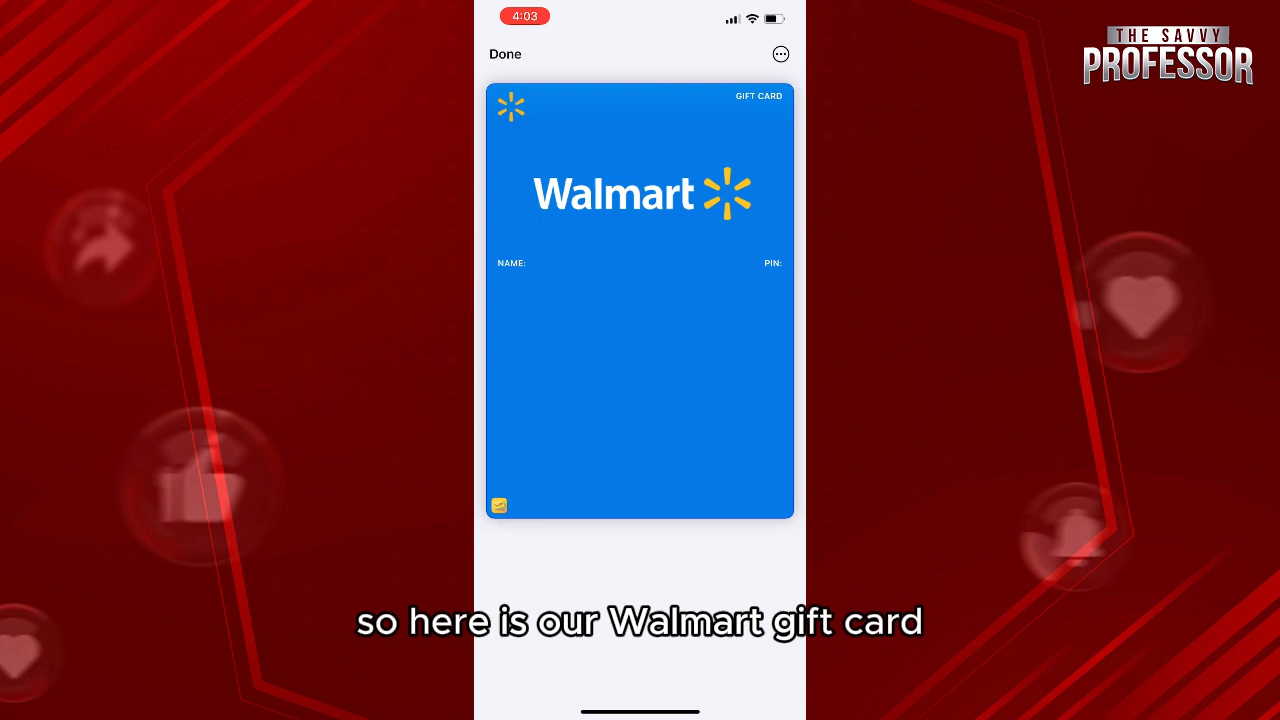 4:03
THE SAVVY
PROFESSOR
Done
GIFT CARD
Walmart
NAME:
PIN:
so here is our Walmart gift card